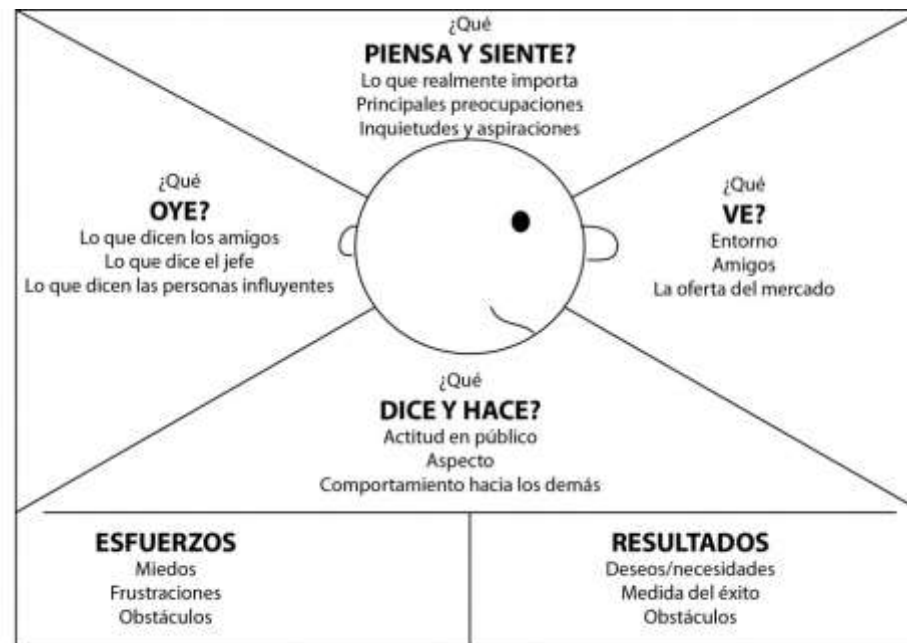 ¿Qué
PIENSA Y SIENTE?
Lo que realmente importa
Principales preocupaciones
Inquietudes y aspiraciones
¿Qué
OYE?
Lo que dicen los amigos
Lo que dice el jefe
Lo que dicen las personas influyentes
¿Qué
VE?
Entorno
Amigos
La oferta del mercado
¿Qué
DICE Y HACE?
Actitud en público
Aspecto
Comportamiento hacia los demás
ESFUERZOS
Miedos
Frustraciones
Obstáculos
RESULTADOS
Deseos/necesidades
Medida del éxito
Obstáculos